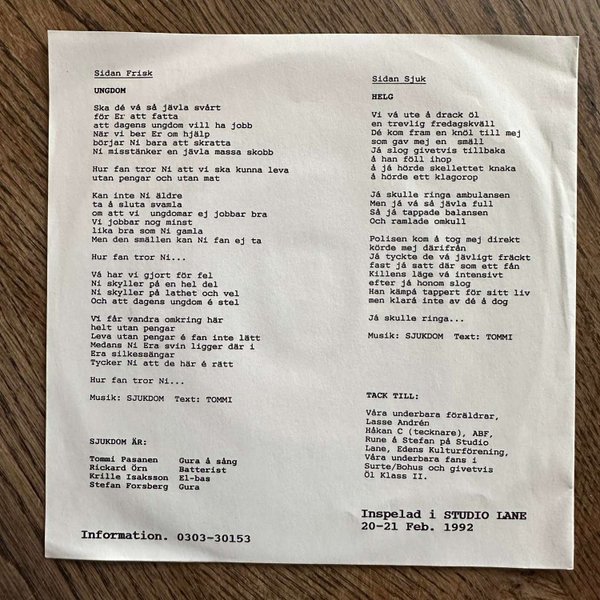 Sidan Frisk
UNGDOM
Ska dé vá så jävla svårt
för Er att fatta
att dagens ungdom vill ha jobb
När vi ber Er om hjälp
börjar Ni bara att skratta
Ni misstänker en jävla massa skobb
Hur fan tror Ni att vi ska kunna leva
utan pengar och utan mat
Kan inte Ni äldre
ta å sluta svamla
om att vi ungdomar ej jobbar bra
Vi jobbar nog minst
lika bra som Ni gamla
Men den smällen kan Ni fan ej ta
Hur fan tror Ni...
Vá har vi gjort för fel
Ni skyller på en hel del
Ni skyller på lathet och vel
Och att dagens ungdom é stel
Vi får vandra omkring här
helt utan pengar
Leva utan pengar é fan inte lätt
Medans Ni Era svin ligger där i
Era silkessängar
Tycker Ni att de här é rätt
Hur fan tror Ni...
Musik: SJUKDOM Text: TOMMI
SJUKDOM ÄR:
Tommi Pasanen Gura å sång
Rickard Örn Batterist
Krille Isaksson El-bas
Stefan Forsberg Gura
Information. 0303-30153
Sidan Sjuk
HELG
Vi vá ute å drack öl
en trevlig fredagskväll
Dé kom fram en knöl till mej
som gav mej en smäll
Já slog givetvis tillbaka
å han föll ihop
å já hörde skellettet knaka
å hörde ett klagorop
Já skulle ringa ambulansen
Men já vá så jävla full
Så já tappade balansen
Och ramlade omkull
Polisen kom å tog mej direkt
körde mej därifrån
Já tyckte de vá jävligt fräckt
fast já satt där som ett fån
Killens läge vá intensivt
efter já honom slog
Han kämpá tappert för sitt liv
men klará inte av dé å dog
Já skulle ringa...
Musik: SJUKDOM Text: TOMMI
TACK TILL:
Våra underbara föräldrar,
Lasse Andrén
Håkan C (tecknare), ABF,
Rune å Stefan på Studio
Lane, Edens Kulturförening,
Våra underbara fans i
Surte/Bohus och givetvis
Öl Klass II.
Inspelad i STUDIO LANE
20-21 Feb. 1992